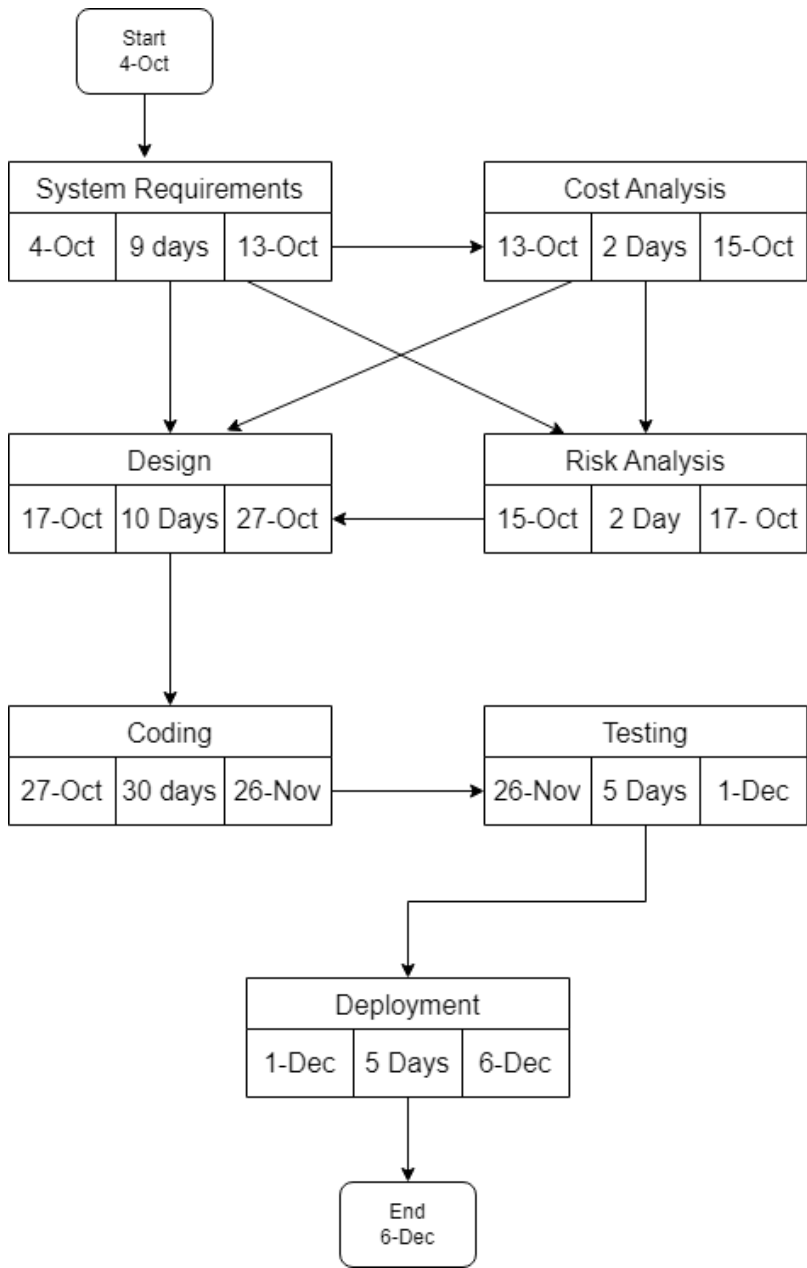 Start
4-Oct
System Requirements
4-Oct 9 days 13-Oct
Cost Analysis
13-Oct 2 Days 15-Oct
Design
17-Oct 10 Days 27-Oct
Risk Analysis
15-Oct 2 Day 17- Oct
Coding
27-Oct 30 days 26-Nov
Testing
26-Nov 5 Days 1-Dec
Deployment
1-Dec 5 Days 6-Dec
End
6-Dec